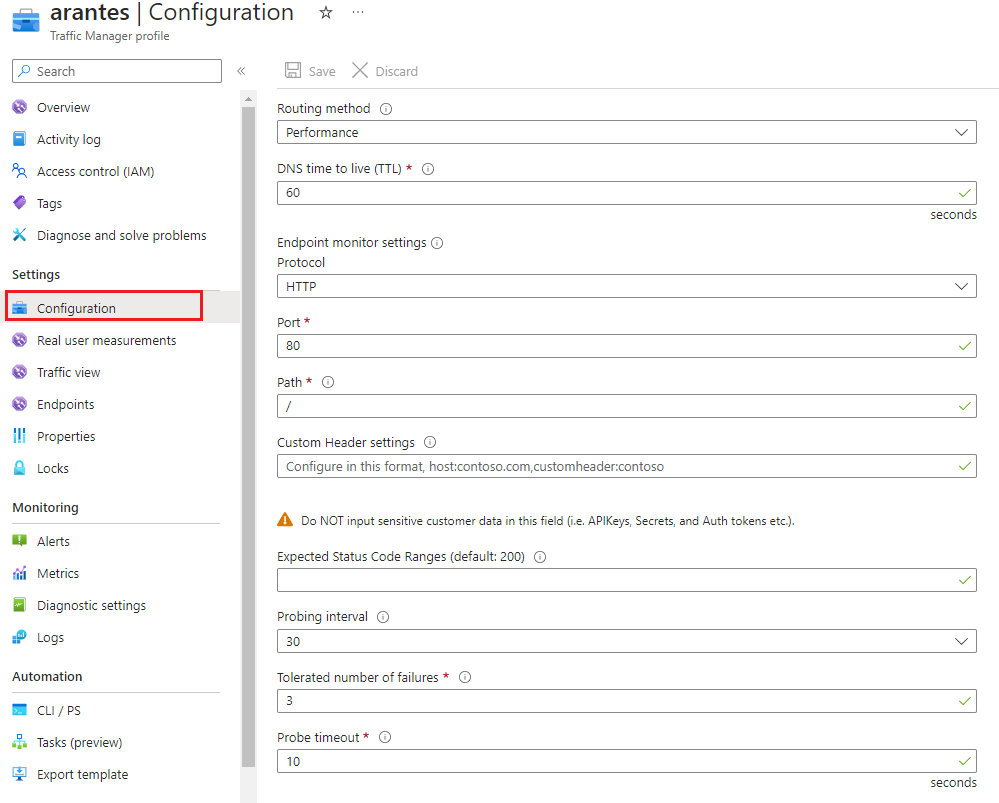 arantes | Configuration
Traffic Manager profile
Search
Overview
Activity log
Access control (IAM)
Tags
Diagnose and solve problems
Settings
Configuration
Real user measurements
Traffic view
Endpoints
Properties
Locks
Monitoring
Alerts
Metrics
Diagnostic settings
Logs
Automation
CLI / PS
Tasks (preview)
Export template
Save Discard
Routing method
Performance
DNS time to live (TTL) *
60
seconds
Endpoint monitor settings
Protocol
HTTP
Port *
80
Path *
/
Custom Header settings
Configure in this format, host:contoso.com,customheader:contoso
Do NOT input sensitive customer data in this field (i.e. APIKeys, Secrets, and Auth tokens etc.).
Expected Status Code Ranges (default: 200)
Probing interval
30
Tolerated number of failures *
3
Probe timeout *
10
seconds